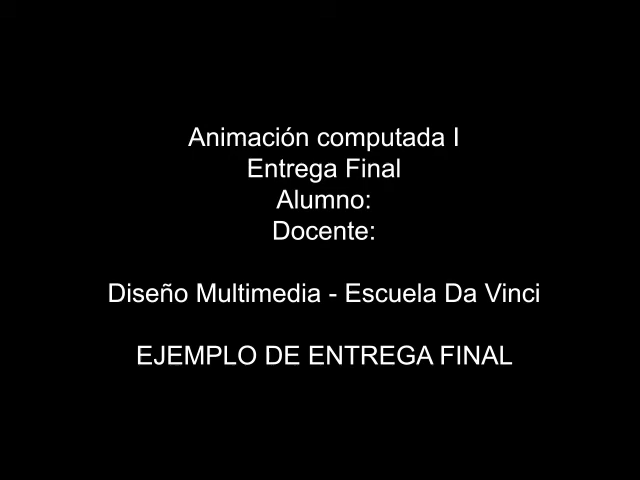 Animación computada I
Entrega Final
Alumno:
Docente:
Diseño Multimedia - Escuela Da Vinci
EJEMPLO DE ENTREGA FINAL